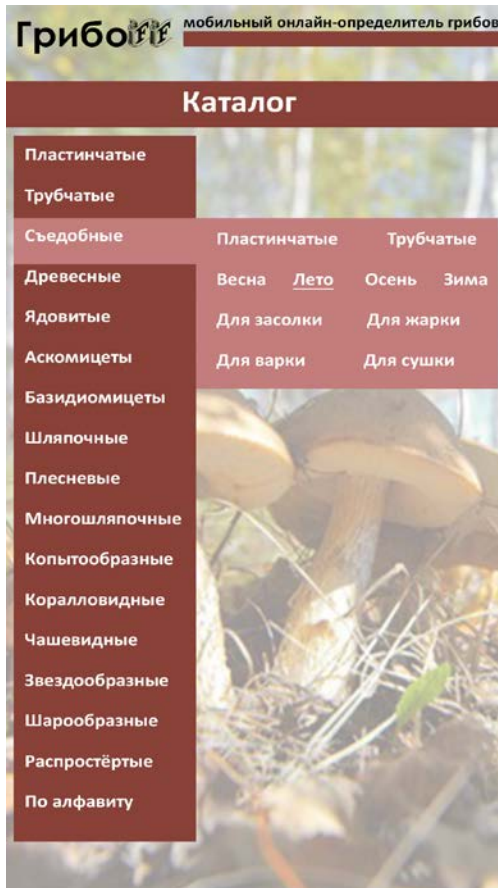 Грибоff мобильный онлайн-определитель грибов
Каталог
Пластинчатые
Трубчатые
Съедобные
Пластинчатые Трубчатые
Древесные
Весна Лето Осень Зима
Ядовитые
Для засолки Для жарки
Аскомицеты
Для варки Для сушки
Базидиомицеты
Шляпочные
Плесневые
Многошляпочные
Копытообразные
Коралловидные
Чашевидные
Звездообразные
Шарообразные
Распростёртые
По алфавиту